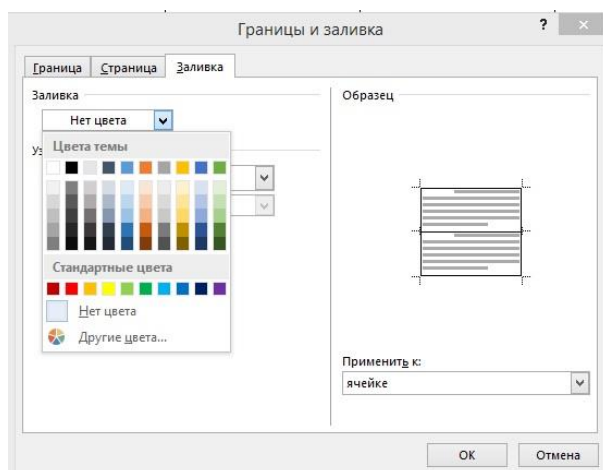 Границы и заливка
?
Граница Страница Заливка
Заливка
Нет цвета
Цвета темы
Стандартные цвета
Нет цвета
Другие цвета...
Образец
Применить к:
ячейке
ОК Отмена